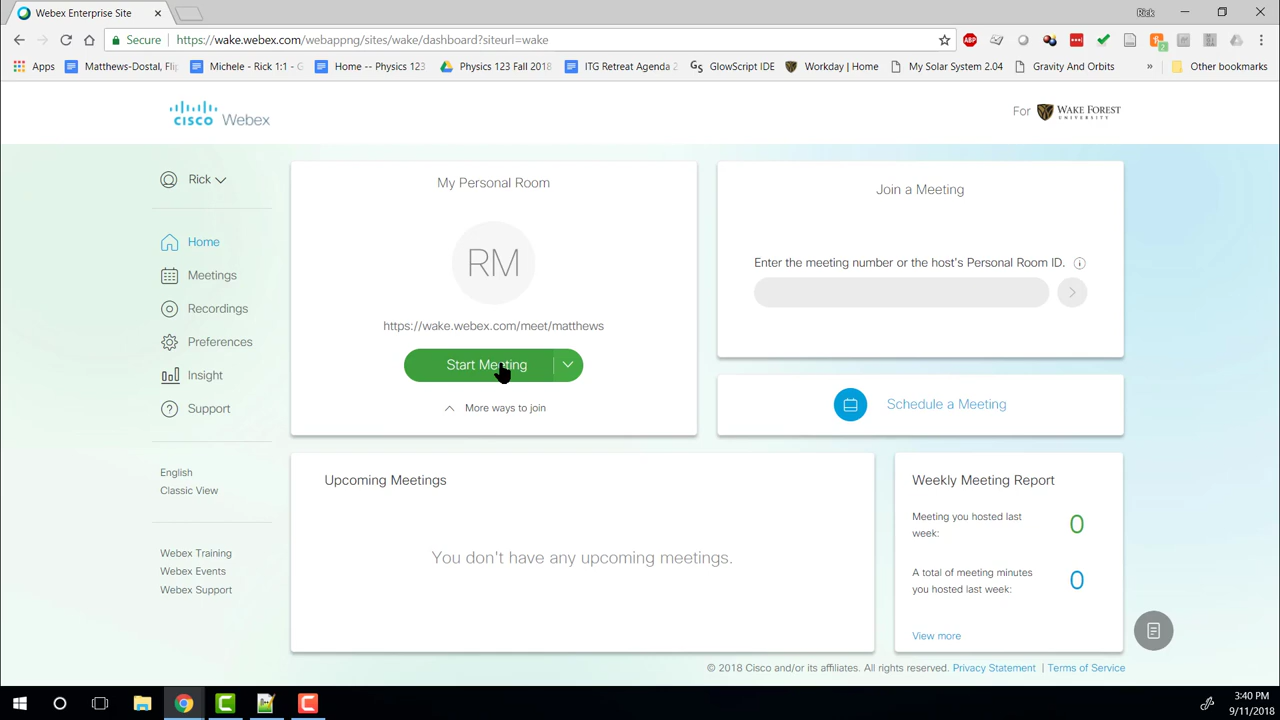 Webex Enterprise Site
Rick
Secure https://wake.webex.com/webappng/sites/wake/dashboard?siteurl=wake
ABP
2
Apps Matthews-Dostal, Flip Michele - Rick 1:1 - G Home -- Physics 123 Physics 123 Fall 2018 ITG Retreat Agenda 2 GlowScript IDE Workday | Home My Solar System 2.04 Gravity And Orbits » Other bookmarks
CISCO Webex
For WAKE FOREST
UNIVERSITY
Rick
Home
Meetings
Recordings
Preferences
Insight
Support
English
Classic View
Webex Training
Webex Events
Webex Support
My Personal Room
RM
https://wake.webex.com/meet/matthews
Start Meeting
More ways to join
Join a Meeting
Enter the meeting number or the host's Personal Room ID.
Schedule a Meeting
Upcoming Meetings
You don't have any upcoming meetings.
Weekly Meeting Report
Meeting you hosted last
week:
0
A total of meeting minutes
you hosted last week:
0
View more
© 2018 Cisco and/or its affiliates. All rights reserved. Privacy Statement | Terms of Service
3:40 PM
9/11/2018